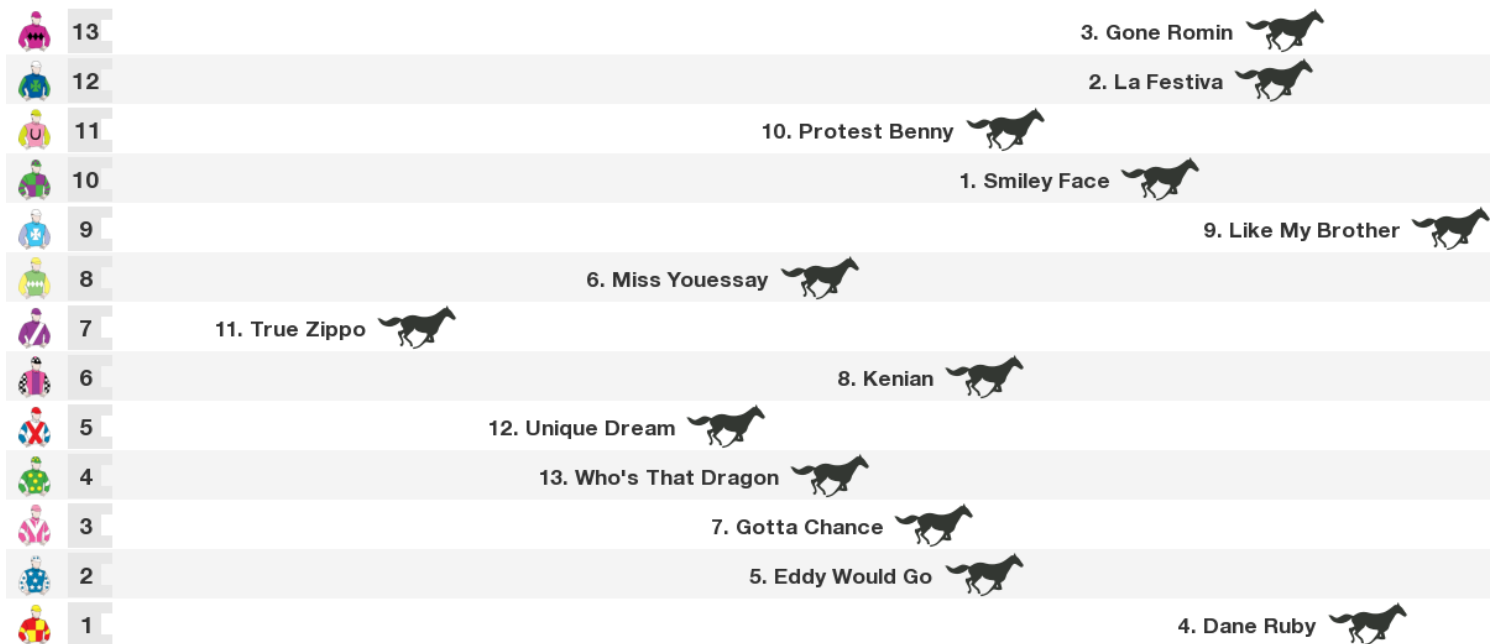 13 3. Gone Romin
12 2. La Festiva
11 10. Protest Benny
10 1. Smiley Face
9 9. Like My Brother
8 6. Miss Youessay
7 11. True Zippo
6 8. Kenian
5 12. Unique Dream
4 13. Who's That Dragon
3 7. Gotta Chance
2 5. Eddy Would Go
1 4. Dane Ruby